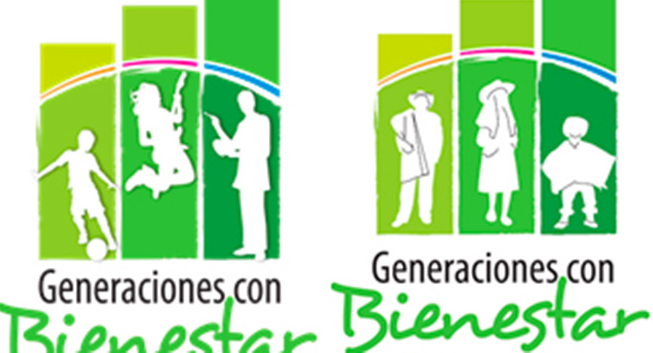 Generaciones con
Bienestar
Generaciones con
Bienestar